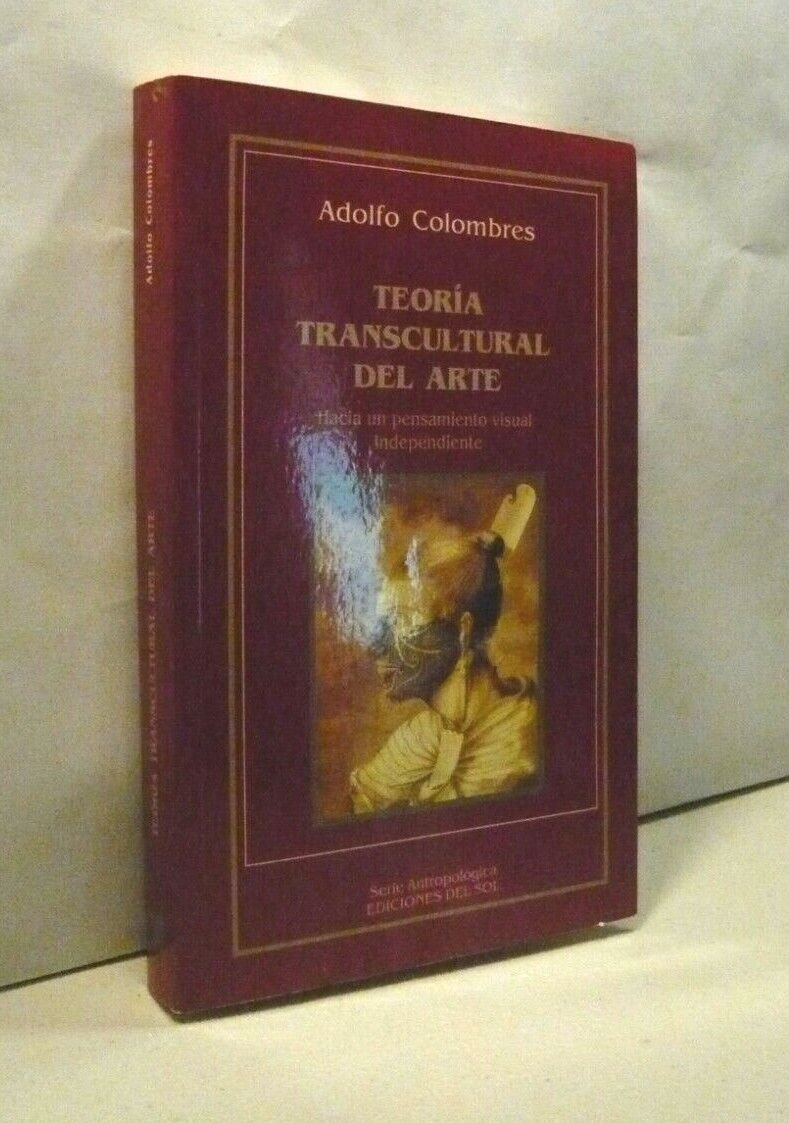 Adolfo Colombres
TEORÍA
TRANSCULTURAL
DEL ARTE
Hacia un pensamiento visual
independiente
Serie Antropológica
EDICIONES DEL SOL
Adolfo Colombres
TEORÍA TRANSCULTURAL DEL ARTE